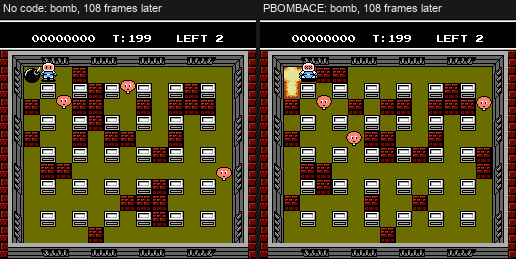 No code: bomb, 108 frames later
PBOMBACE: bomb, 108 frames later
00000000 T:199 LEFT 2
00000000 T:199 LEFT 2